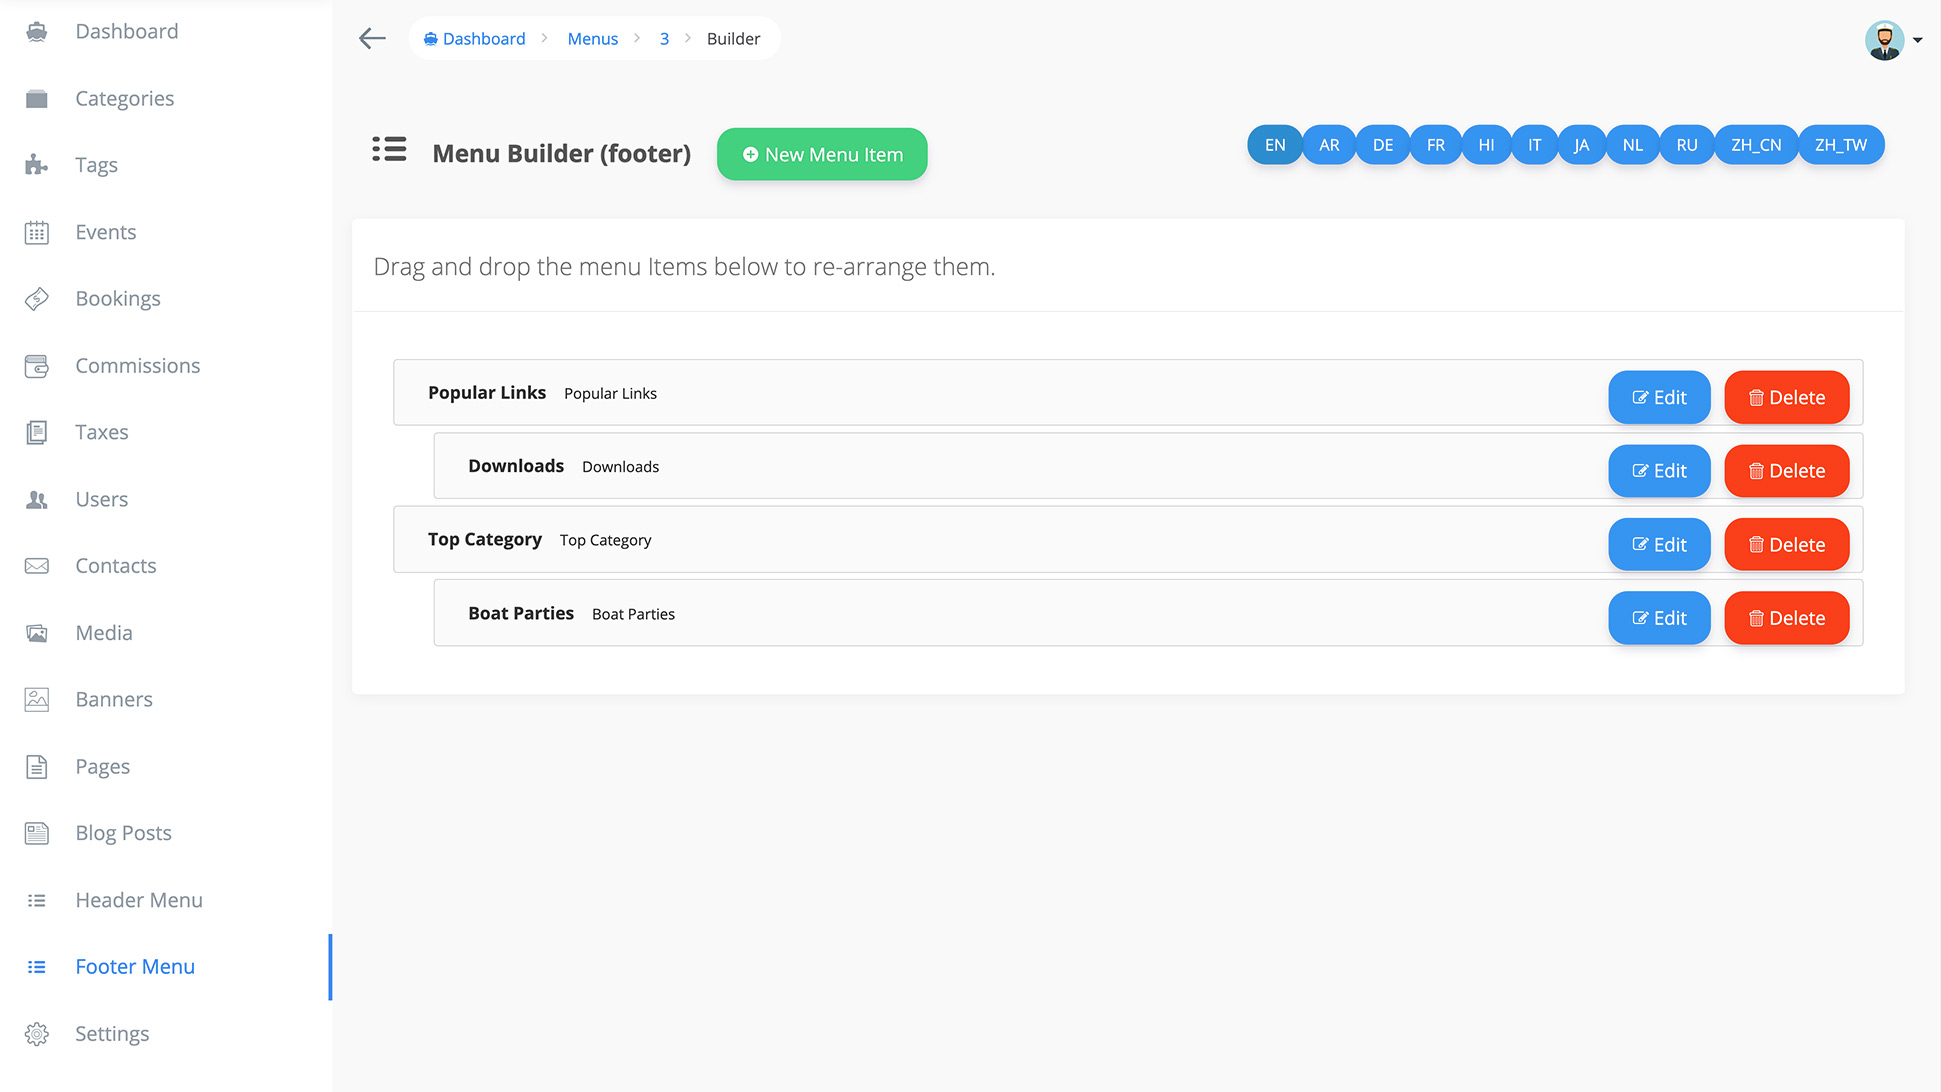 Dashboard
Categories
Tags
Events
Bookings
Commissions
Taxes
Users
Contacts
Media
Banners
Pages
Blog Posts
Header Menu
Footer Menu
Settings
Dashboard Menus 3 Builder
Menu Builder (footer) New Menu Item
EN AR DE FR HI IT JA NL RU ZH_CN ZH_TW
Drag and drop the menu Items below to re-arrange them.
Popular Links Popular Links Edit Delete
Downloads Downloads Edit Delete
Top Category Top Category Edit Delete
Boat Parties Boat Parties Edit Delete